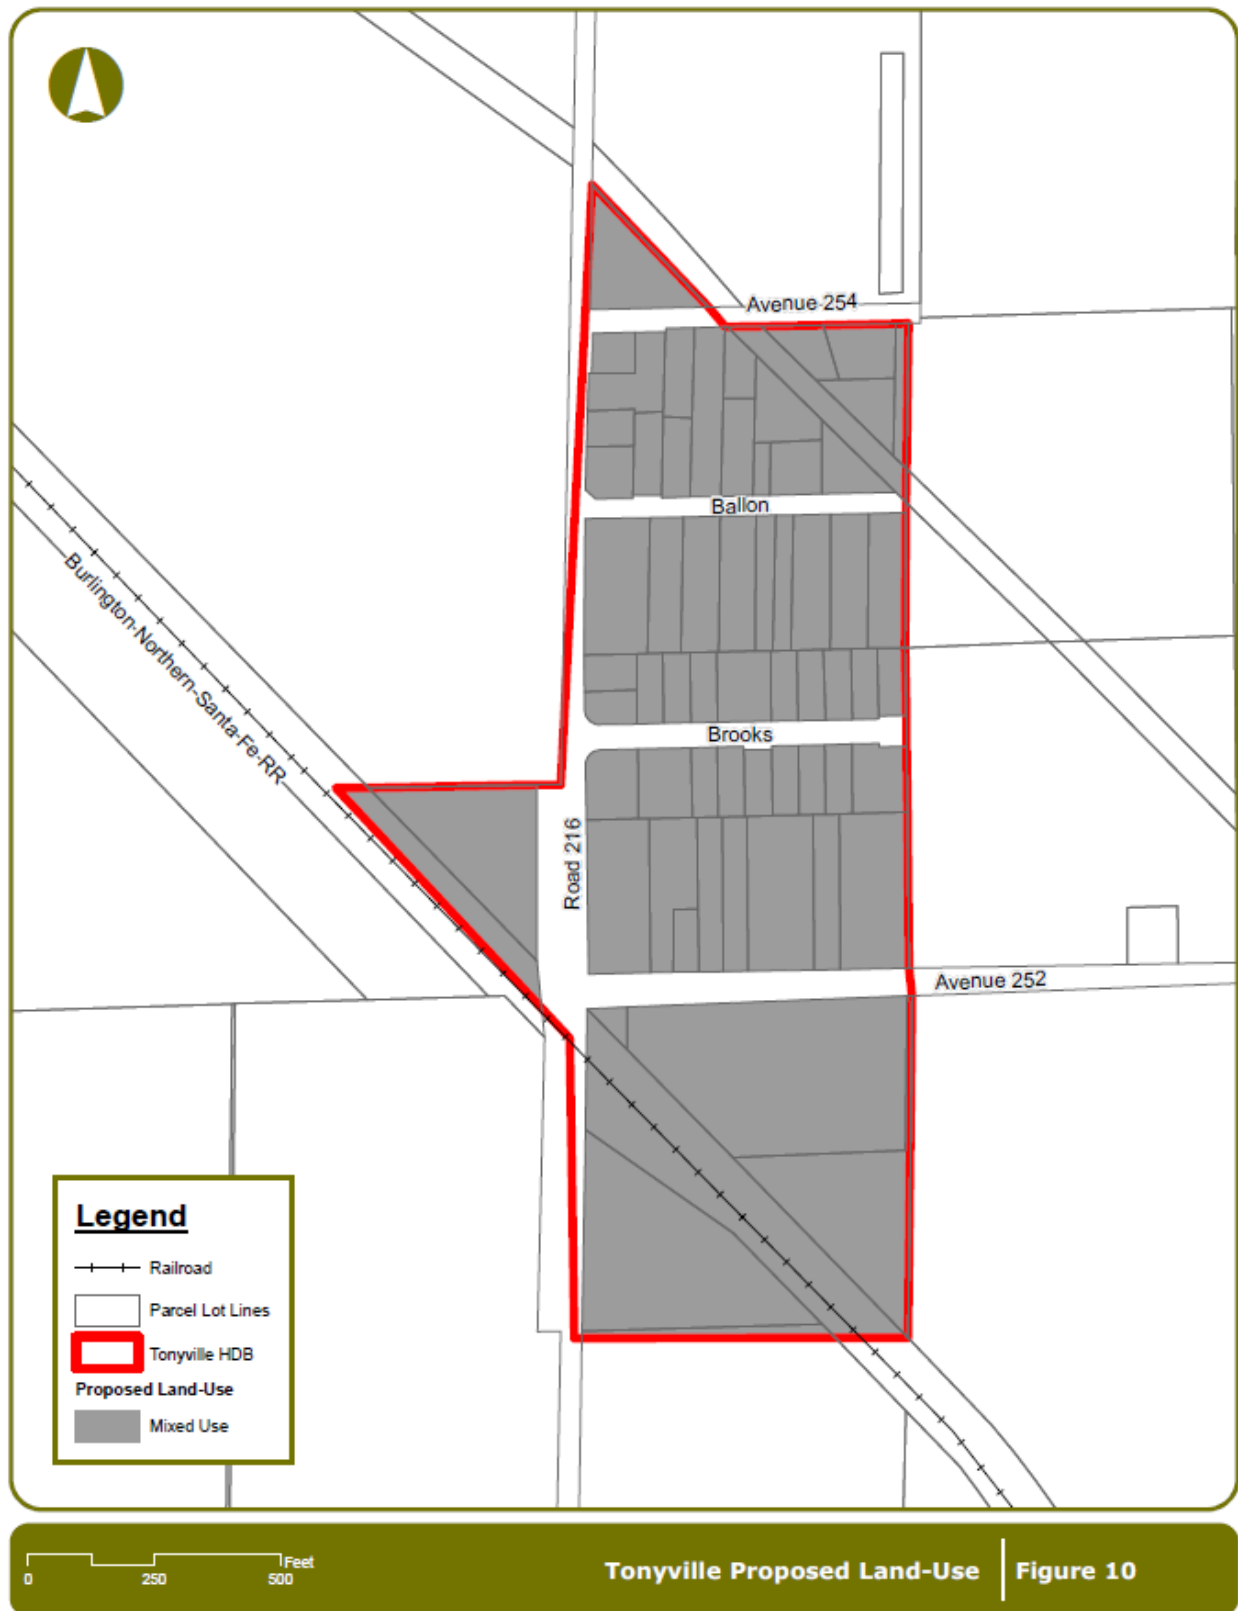 Avenue 254
Ballon
Burlington-Northern-Santa-Fe-RR
Brooks
Road 216
Avenue 252
Legend
Railroad
Parcel Lot Lines
Tonyville HDB
Proposed Land-Use
Mixed Use
Feet
0 250 500
Tonyville Proposed Land-Use Figure 10